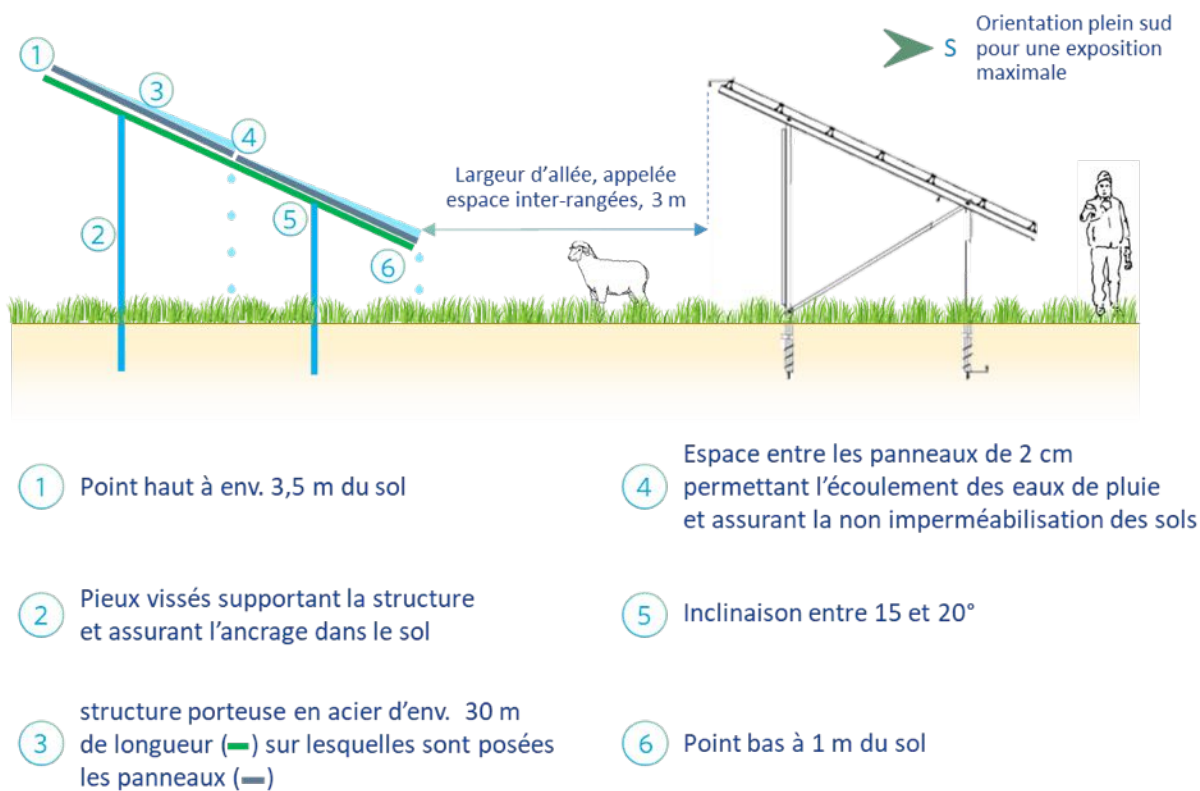 S
Orientation plein sud
pour une exposition
maximale
1
3
4
Largeur d'allée, appelée
espace inter-rangées, 3 m
2
5
6
1
Point haut à env. 3,5 m du sol
2
Pieux vissés supportant la structure
et assurant l'ancrage dans le sol
3
structure porteuse en acier d'env. 30 m
de longueur (▬) sur lesquelles sont posées
les panneaux (▬)
4
Espace entre les panneaux de 2 cm
permettant l'écoulement des eaux de pluie
et assurant la non imperméabilisation des sols
5
Inclinaison entre 15 et 20°
6
Point bas à 1 m du sol